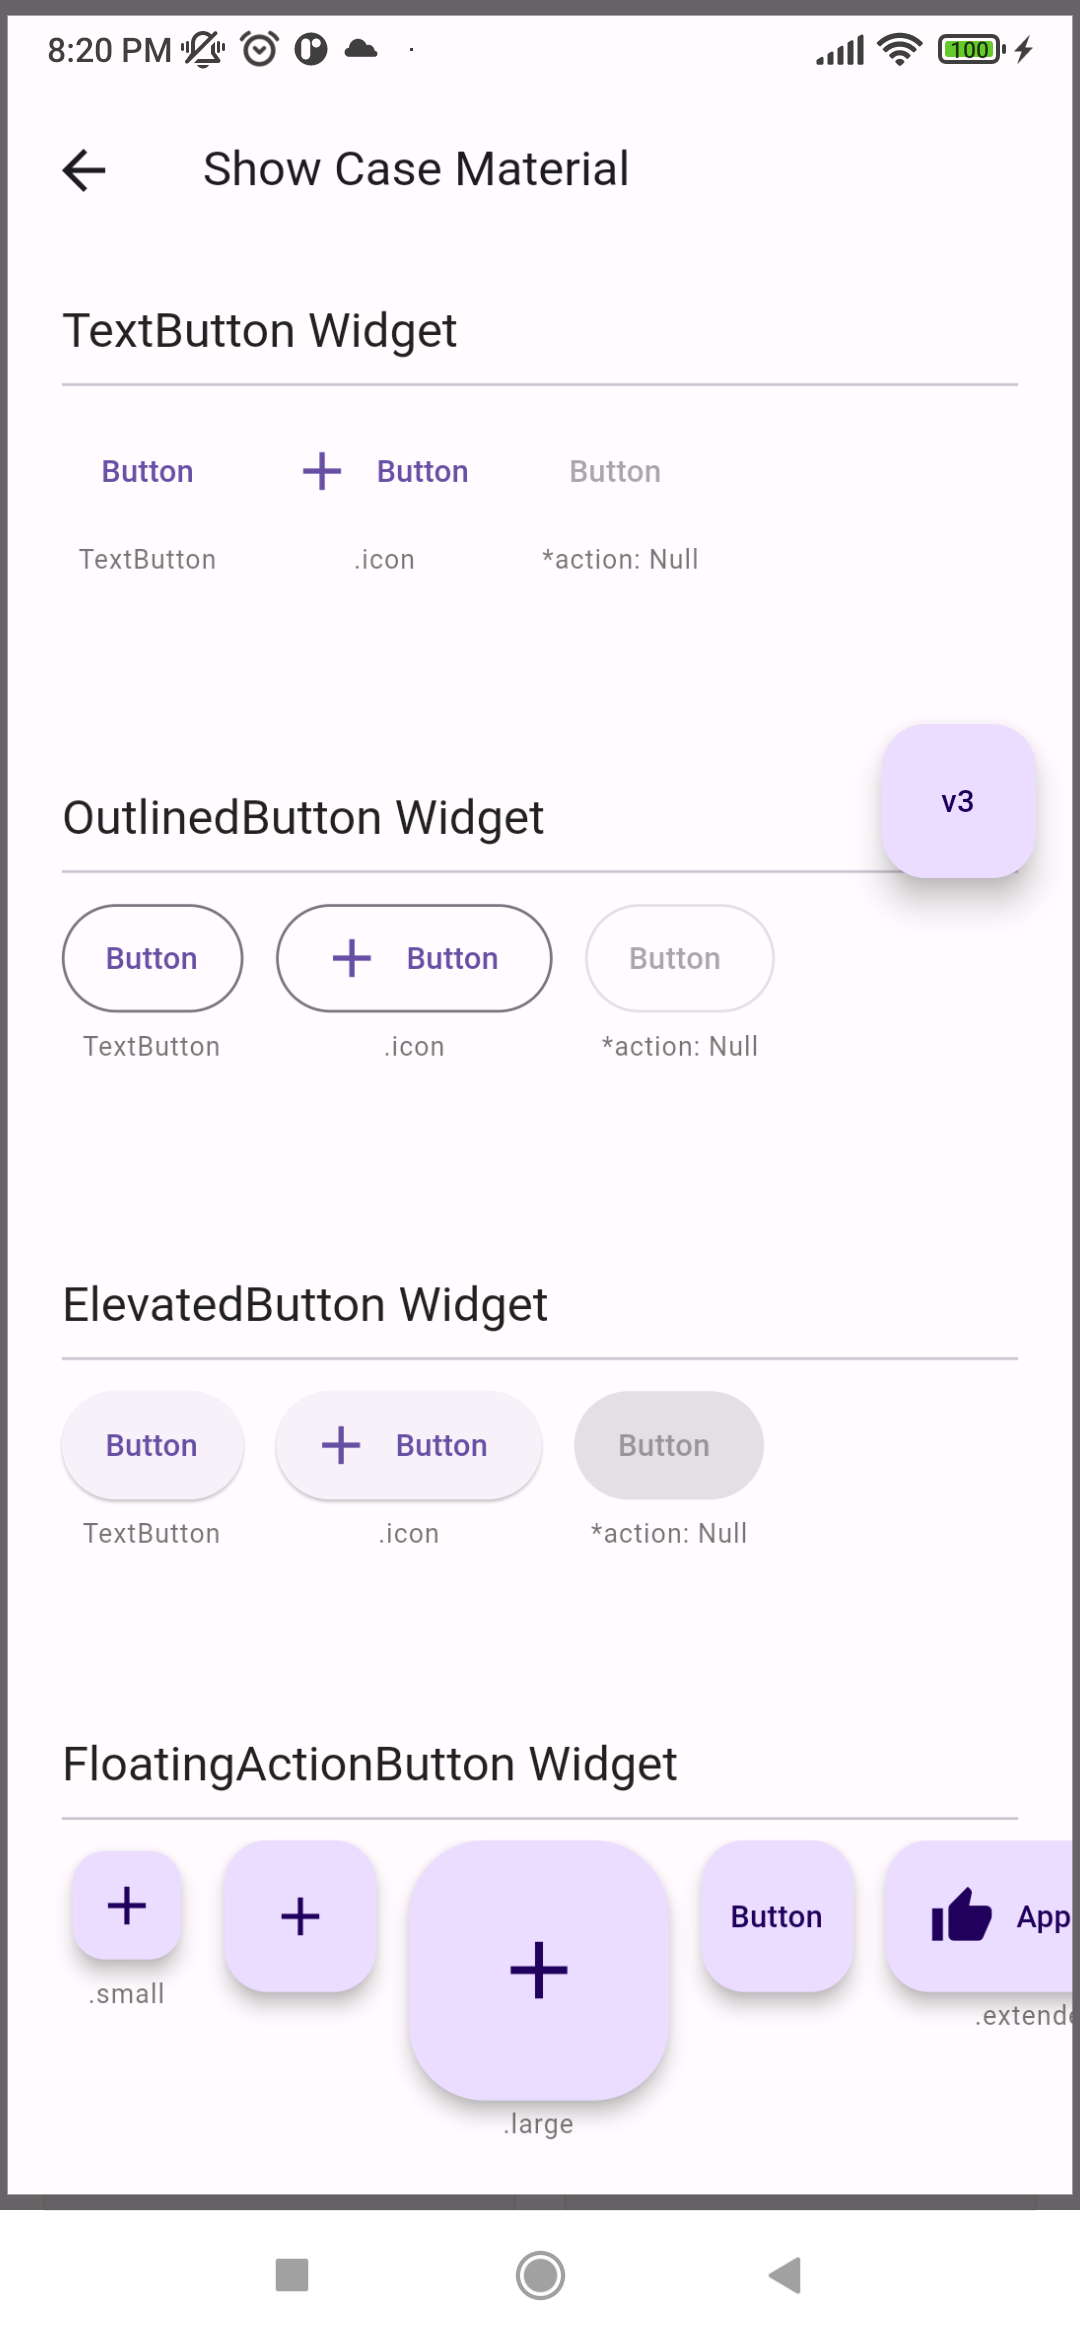 8:20 PM 100
Show Case Material
TextButton Widget
Button Button Button
TextButton .icon *action: Null
v3
OutlinedButton Widget
Button Button Button
TextButton .icon *action: Null
ElevatedButton Widget
Button Button Button
TextButton .icon *action: Null
FloatingActionButton Widget
Button App
.small .extende
.large